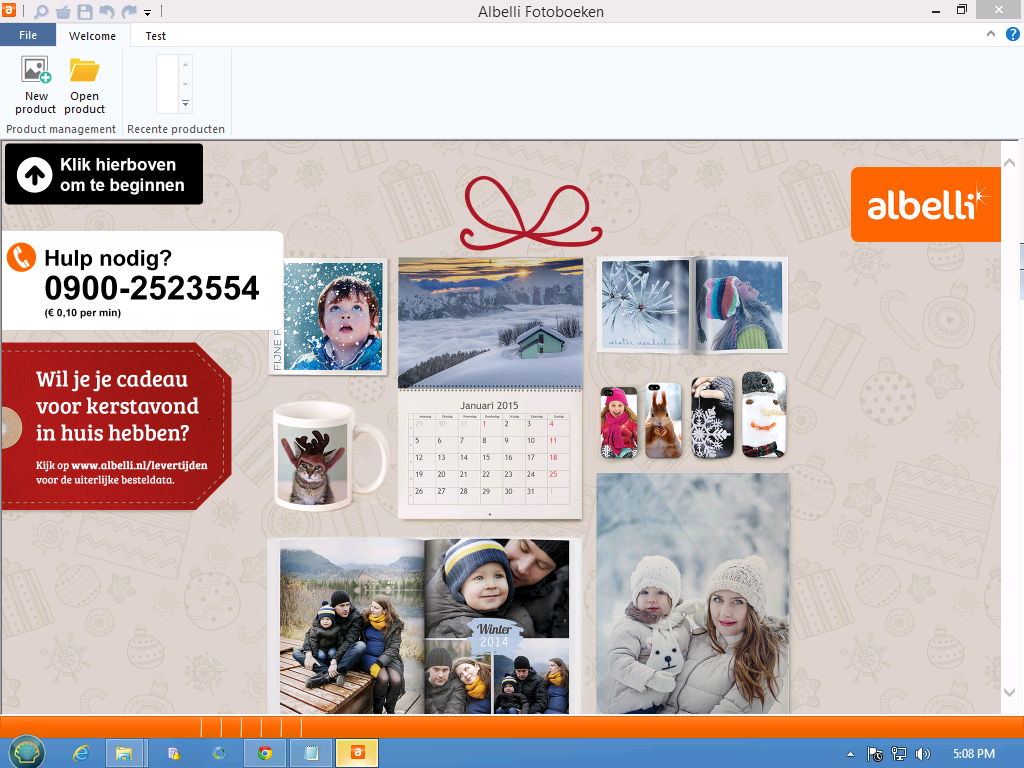 Albelli Fotoboeken
File
Welcome
Test
New
product
Open
product
Product management
Recente producten
Klik hierboven
om te beginnen
albelli
Hulp nodig?
0900-2523554
(€ 0,10 per min)
FIJNE
winter wonderland
Wil je je cadeau
voor kerstavond
in huis hebben?
Kijk op www.albelli.nl/levertijden
voor de uiterlijke besteldata.
Januari 2015
Maandag Dinsdag Woensdag Donderdag Vrijdag Zaterdag Zondag
29 30 31 1 2 3 4
5 6 7 8 9 10 11
12 13 14 15 16 17 18
19 20 21 22 23 24 25
26 27 28 29 30 31 1
Winter
2014
5:08 PM